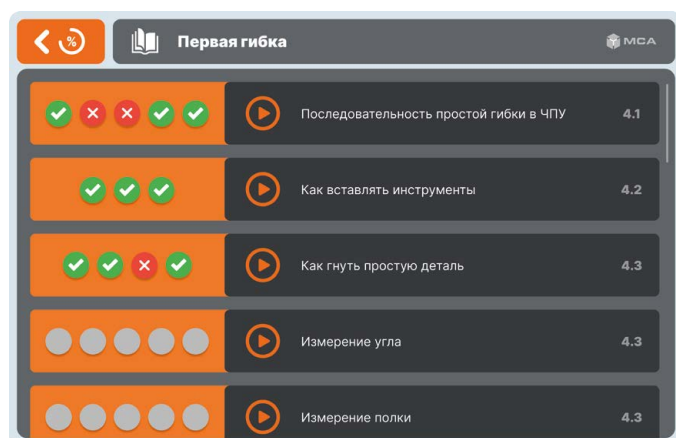 %
Первая гибка
МСА
Последовательность простой гибки в ЧПУ 4.1
Как вставлять инструменты 4.2
Как гнуть простую деталь 4.3
Измерение угла 4.3
Измерение полки 4.3